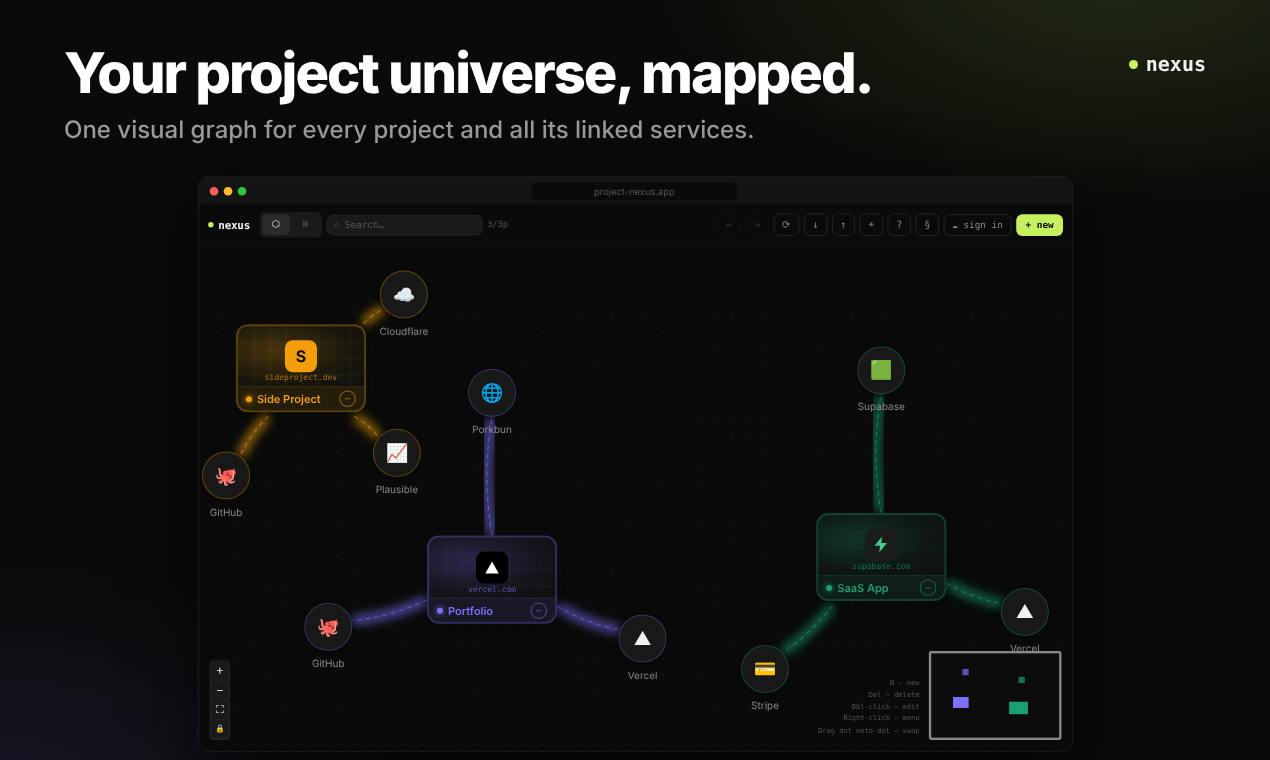 Your project universe, mapped.
nexus
One visual graph for every project and all its linked services.
project-nexus.app
nexus
Search…
3/3p
? § sign in + new
Cloudflare
S
sideproject.dev
Side Project
Supabase
Porkbun
Plausible
GitHub
supabase.com
vercel.com
SaaS App
Portfolio
Vercel
GitHub
Vercel
Stripe
N — new
Del — delete
Dbl-click — edit
Right-click — menu
Drag dot onto dot — swap